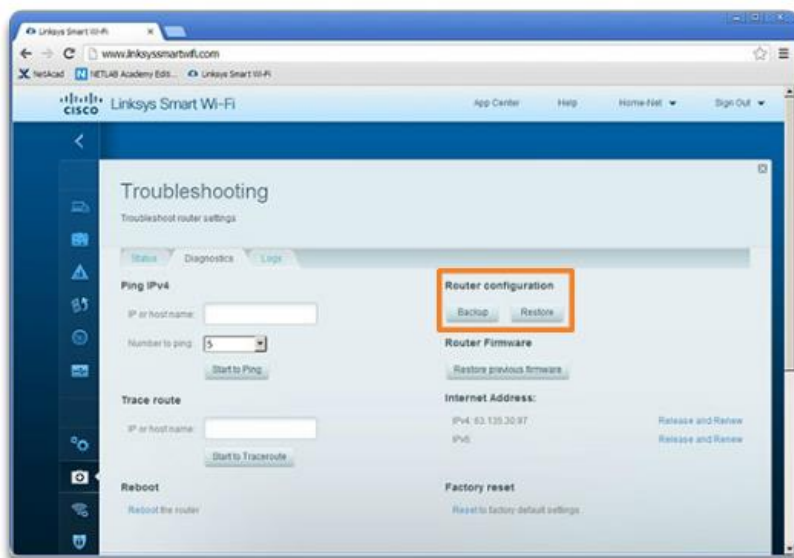 Linksys Smart Wi-Fi
www.linksyssmartwifi.com
NetAcad NETLAB Academy Edit... Linksys Smart Wi-Fi
CISCO Linksys Smart Wi-Fi App Center Help Home-Net Sign Out
Troubleshooting
Troubleshoot router settings
Status Diagnostics Logs
Ping IPv4
IP or host name:
Number to ping: 5
Start to Ping
Trace route
IP or host name:
Start to Traceroute
Reboot
Reboot the router
Router configuration
Backup Restore
Router Firmware
Restore previous firmware
Internet Address:
IPv4: 63.135.30.97 Release and Renew
IPv6: Release and Renew
Factory reset
Reset to factory default settings